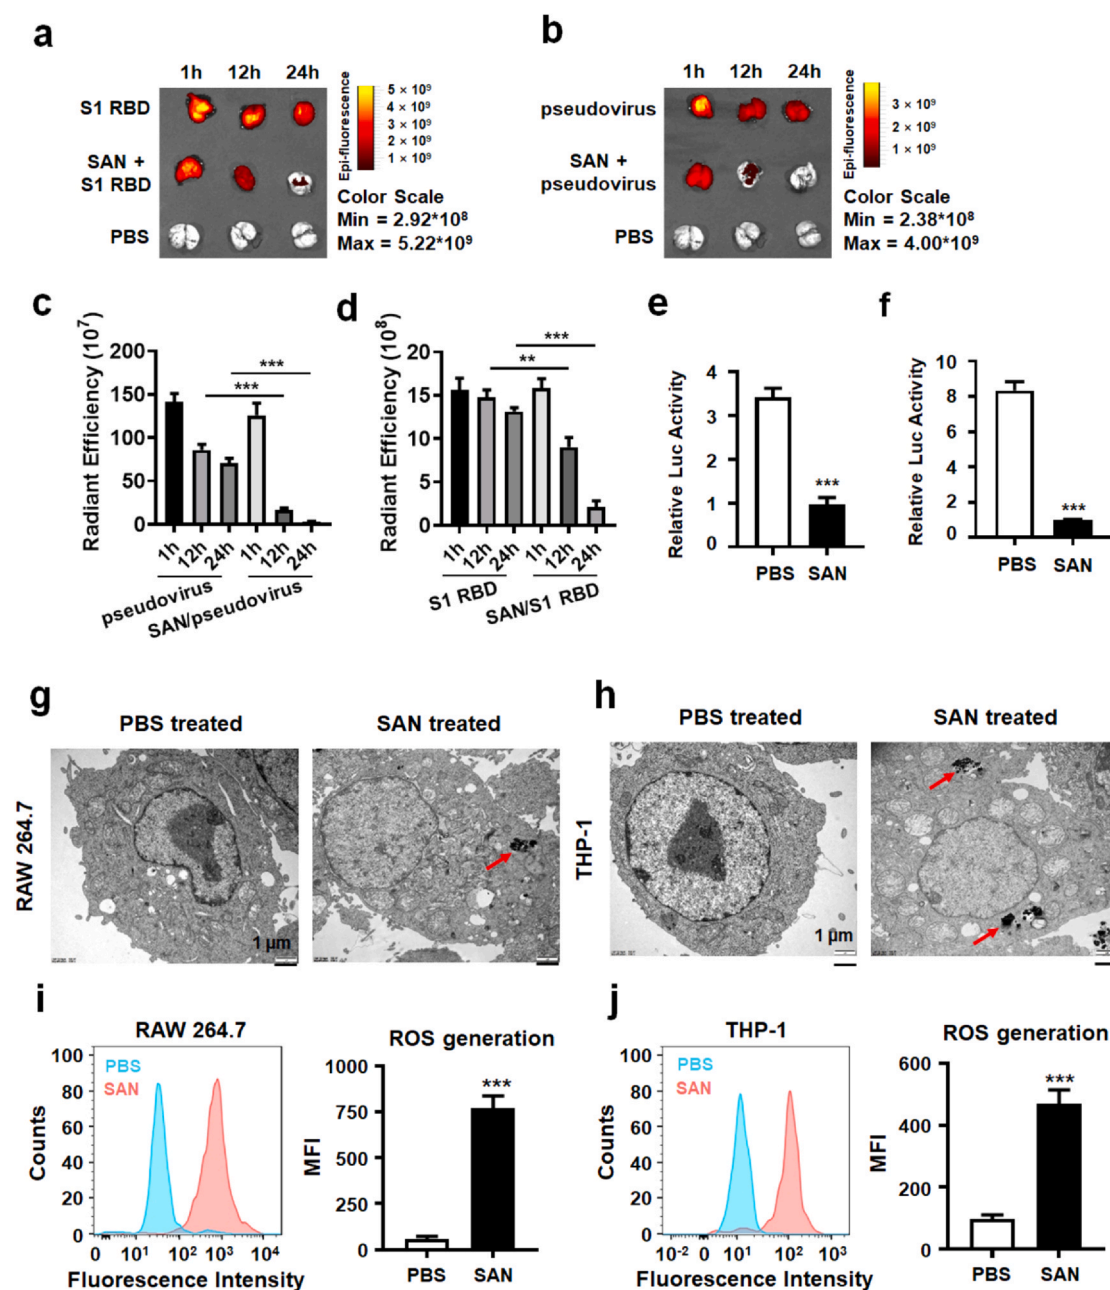 a
1h 12h 24h
S1 RBD
SAN +
S1 RBD
PBS
Epi-fluorescence
5 × 10⁹
4 × 10⁹
3 × 10⁹
2 × 10⁹
1 × 10⁹
Color Scale
Min = 2.92*10⁸
Max = 5.22*10⁹
b
1h 12h 24h
pseudovirus
SAN +
pseudovirus
PBS
Epi-fluorescence
3 × 10⁹
2 × 10⁹
1 × 10⁹
Color Scale
Min = 2.38*10⁸
Max = 4.00*10⁹
c
Radiant Efficiency (10⁷)
200
150
100
50
0
***
***
1h 12h 24h 1h 12h 24h
pseudovirus
SAN/pseudovirus
d
Radiant Efficiency (10⁸)
20
15
10
5
0
***
**
1h 12h 24h 1h 12h 24h
S1 RBD
SAN/S1 RBD
e
Relative Luc Activity
4
3
2
1
0
***
PBS SAN
f
Relative Luc Activity
10
8
6
4
2
0
***
PBS SAN
g
PBS treated SAN treated
RAW 264.7
1 μm
h
PBS treated SAN treated
THP-1
1 μm
i
RAW 264.7
PBS
SAN
Counts
100
80
60
40
20
0
0 10¹ 10² 10³ 10⁴
Fluorescence Intensity
ROS generation
MFI
1000
750
500
250
0
***
PBS SAN
j
THP-1
PBS
SAN
Counts
100
80
60
40
20
0
10⁻² 0 10¹ 10² 10³
Fluorescence Intensity
ROS generation
MFI
600
400
200
0
***
PBS SAN